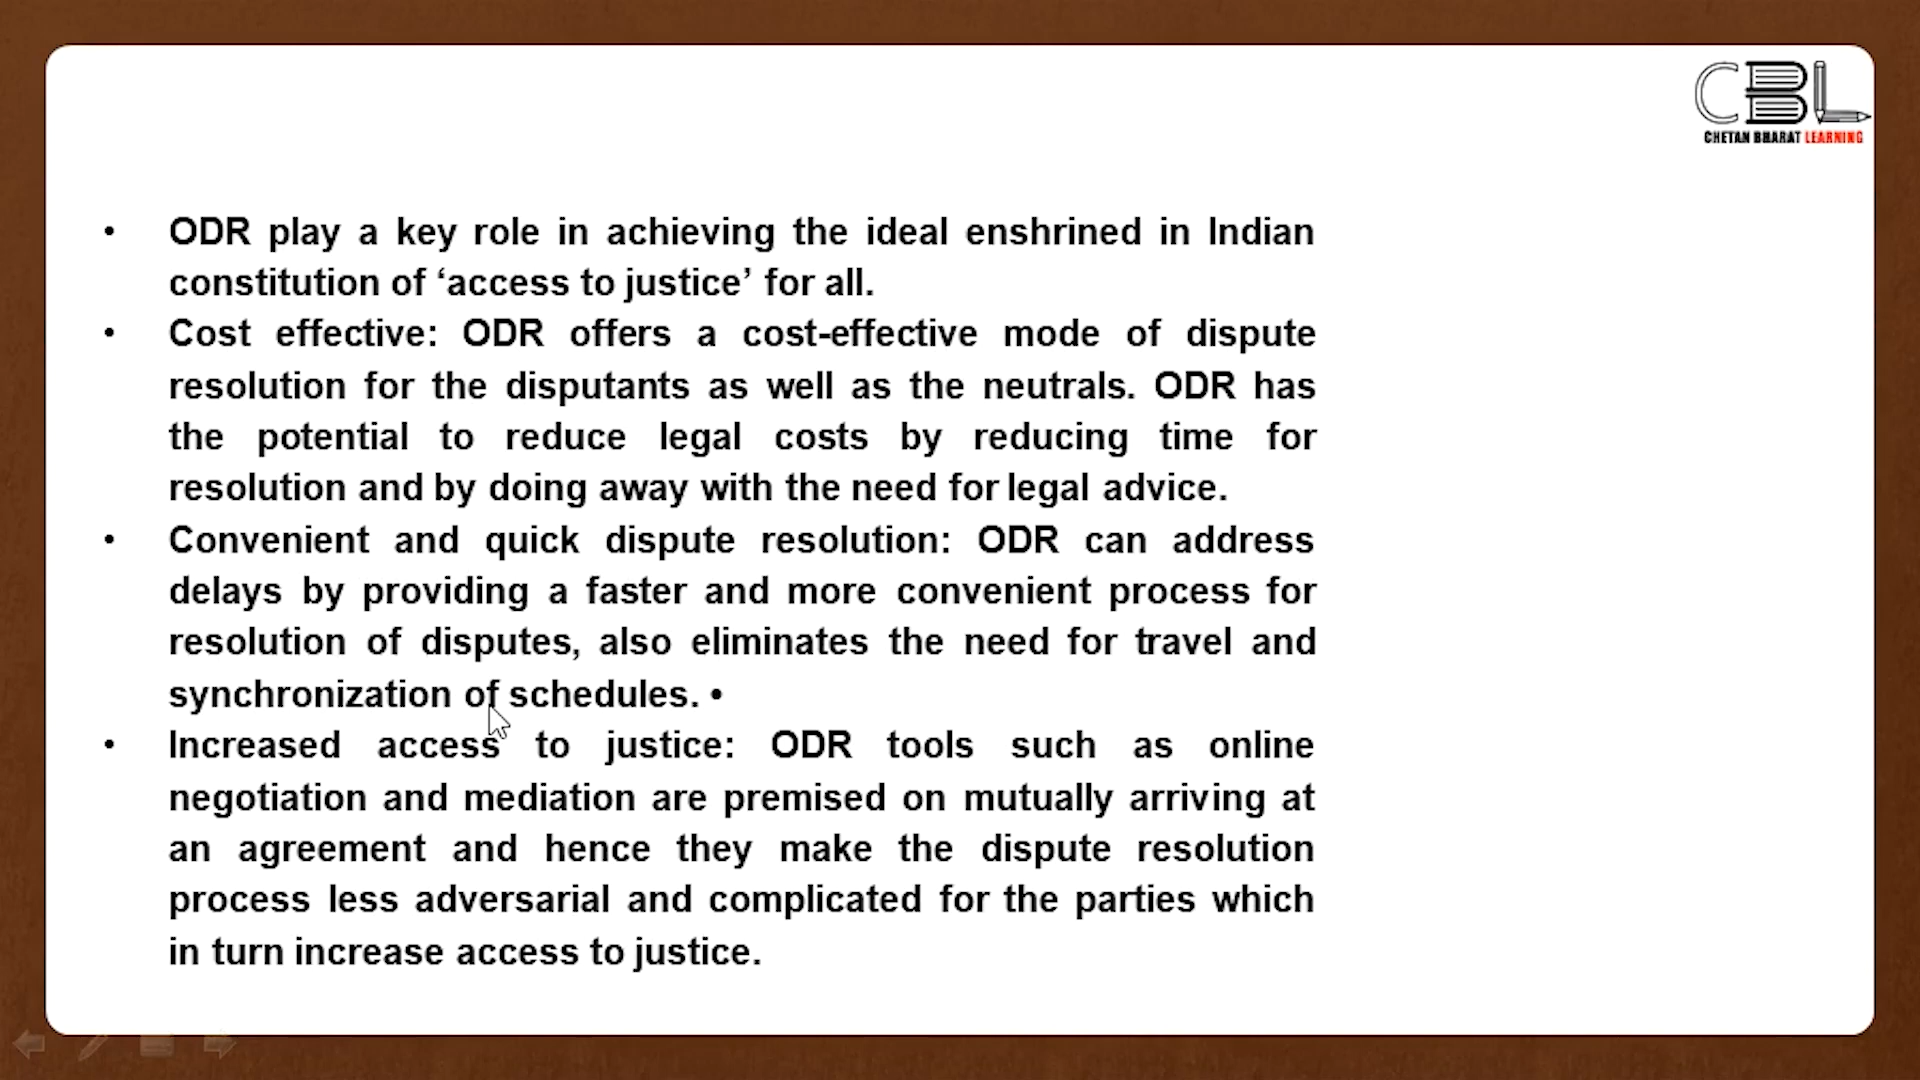 CBL
CHETAN BHARAT LEARNING
• ODR play a key role in achieving the ideal enshrined in Indian
constitution of ‘access to justice’ for all.
• Cost effective: ODR offers a cost-effective mode of dispute
resolution for the disputants as well as the neutrals. ODR has
the potential to reduce legal costs by reducing time for
resolution and by doing away with the need for legal advice.
• Convenient and quick dispute resolution: ODR can address
delays by providing a faster and more convenient process for
resolution of disputes, also eliminates the need for travel and
synchronization of schedules. •
• Increased access to justice: ODR tools such as online
negotiation and mediation are premised on mutually arriving at
an agreement and hence they make the dispute resolution
process less adversarial and complicated for the parties which
in turn increase access to justice.